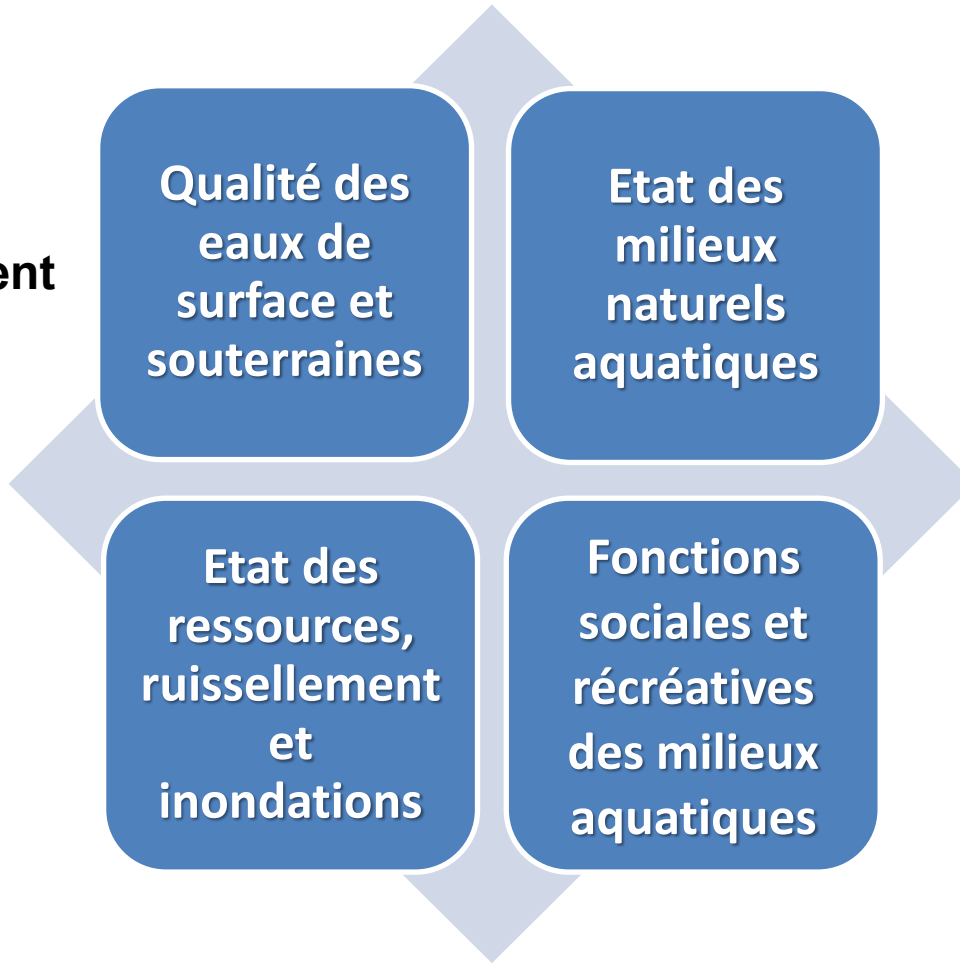 Qualité des
eaux de
surface et
souterraines
Etat des
milieux
naturels
aquatiques
ent
Etat des
ressources,
ruissellement
et
inondations
Fonctions
sociales et
récréatives
des milieux
aquatiques